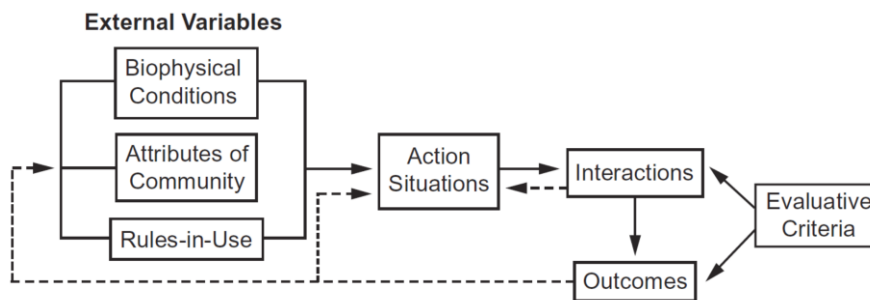 External Variables
Biophysical
Conditions
Attributes of
Community
Rules-in-Use
Action
Situations
Interactions
Outcomes
Evaluative
Criteria